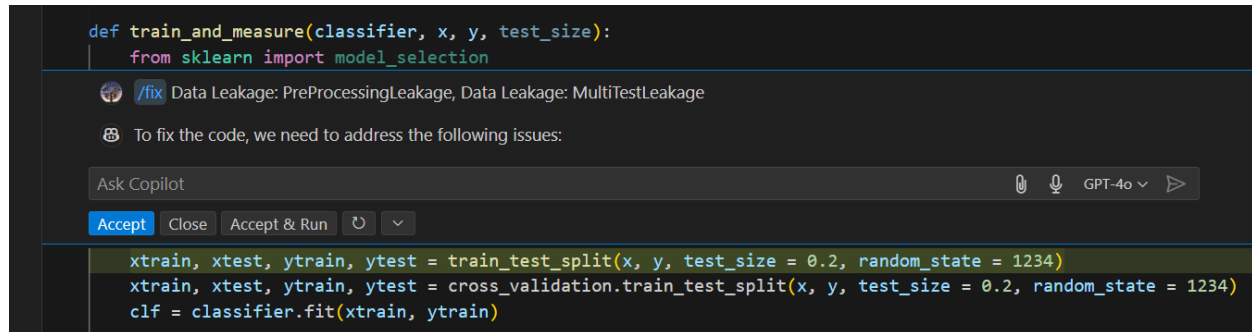 def train_and_measure(classifier, x, y, test_size):
from sklearn import model_selection
/fix Data Leakage: PreProcessingLeakage, Data Leakage: MultiTestLeakage
To fix the code, we need to address the following issues:
Ask Copilot GPT-4o
Accept Close Accept & Run
xtrain, xtest, ytrain, ytest = train_test_split(x, y, test_size = 0.2, random_state = 1234)
xtrain, xtest, ytrain, ytest = cross_validation.train_test_split(x, y, test_size = 0.2, random_state = 1234)
clf = classifier.fit(xtrain, ytrain)